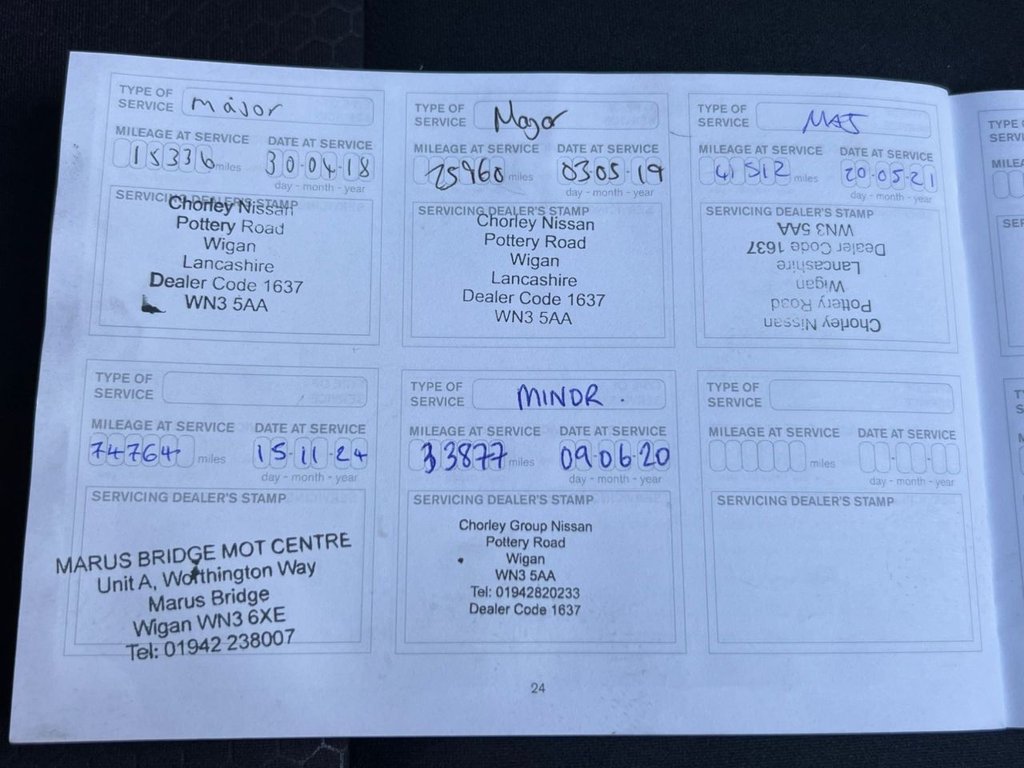 TYPE OF SERVICE major
MILEAGE AT SERVICE DATE AT SERVICE
15336 miles 30-04-18
day - month - year
SERVICING DEALER'S STAMP
Chorley Nissan
Pottery Road
Wigan
Lancashire
Dealer Code 1637
WN3 5AA
TYPE OF SERVICE Major
MILEAGE AT SERVICE DATE AT SERVICE
25960 miles 03-05-19
day - month - year
SERVICING DEALER'S STAMP
Chorley Nissan
Pottery Road
Wigan
Lancashire
Dealer Code 1637
WN3 5AA
TYPE OF SERVICE MAJ
MILEAGE AT SERVICE DATE AT SERVICE
41512 miles 20-05-21
day - month - year
SERVICING DEALER'S STAMP
Chorley Nissan
Pottery Road
Wigan
Lancashire
Dealer Code 1637
WN3 5AA
TYPE OF SERVICE
MILEAGE AT SERVICE DATE AT SERVICE
74764 miles 15-11-24
day - month - year
SERVICING DEALER'S STAMP
MARUS BRIDGE MOT CENTRE
Unit A, Worthington Way
Marus Bridge
Wigan WN3 6XE
Tel: 01942 238007
TYPE OF SERVICE MINOR.
MILEAGE AT SERVICE DATE AT SERVICE
33877 miles 09-06-20
day - month - year
SERVICING DEALER'S STAMP
Chorley Group Nissan
Pottery Road
Wigan
WN3 5AA
Tel: 01942820233
Dealer Code 1637
TYPE OF SERVICE
MILEAGE AT SERVICE DATE AT SERVICE
miles
day - month - year
SERVICING DEALER'S STAMP
24